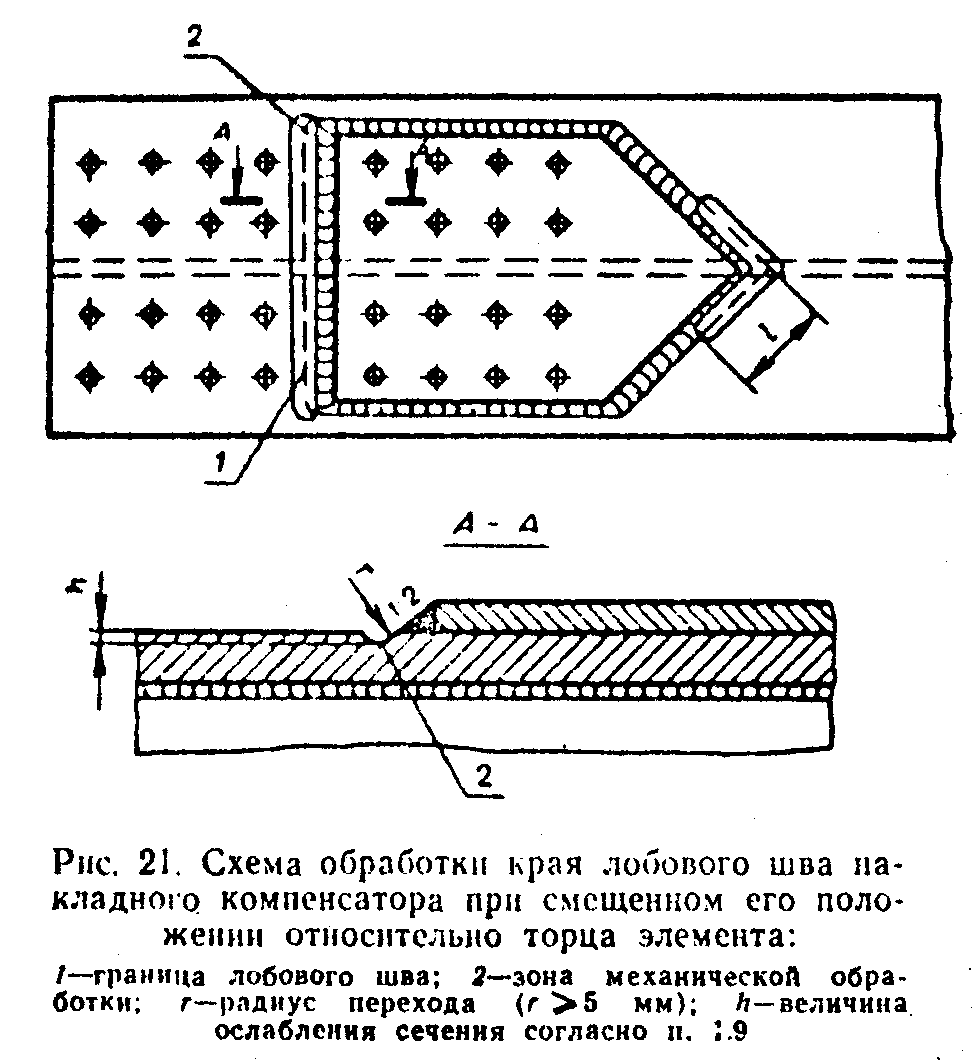 2
А
А
l
1
А - А
h
r
1:2
2
Рис. 21. Схема обработки края лобового шва на-
кладного компенсатора при смещенном его поло-
жении относительно торца элемента:
1—граница лобового шва; 2—зона механической обра-
ботки; r—радиус перехода (r ⩾ 5 мм); h—величина
ослабления сечения согласно п.